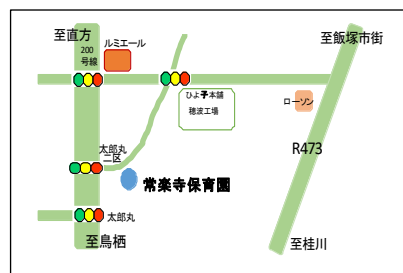 至直方
200
号線
ルミエール
至飯塚市街
ひよ子本舗
穂波工場
ローソン
太郎丸
二区
R473
常楽寺保育園
太郎丸
至鳥栖
至桂川